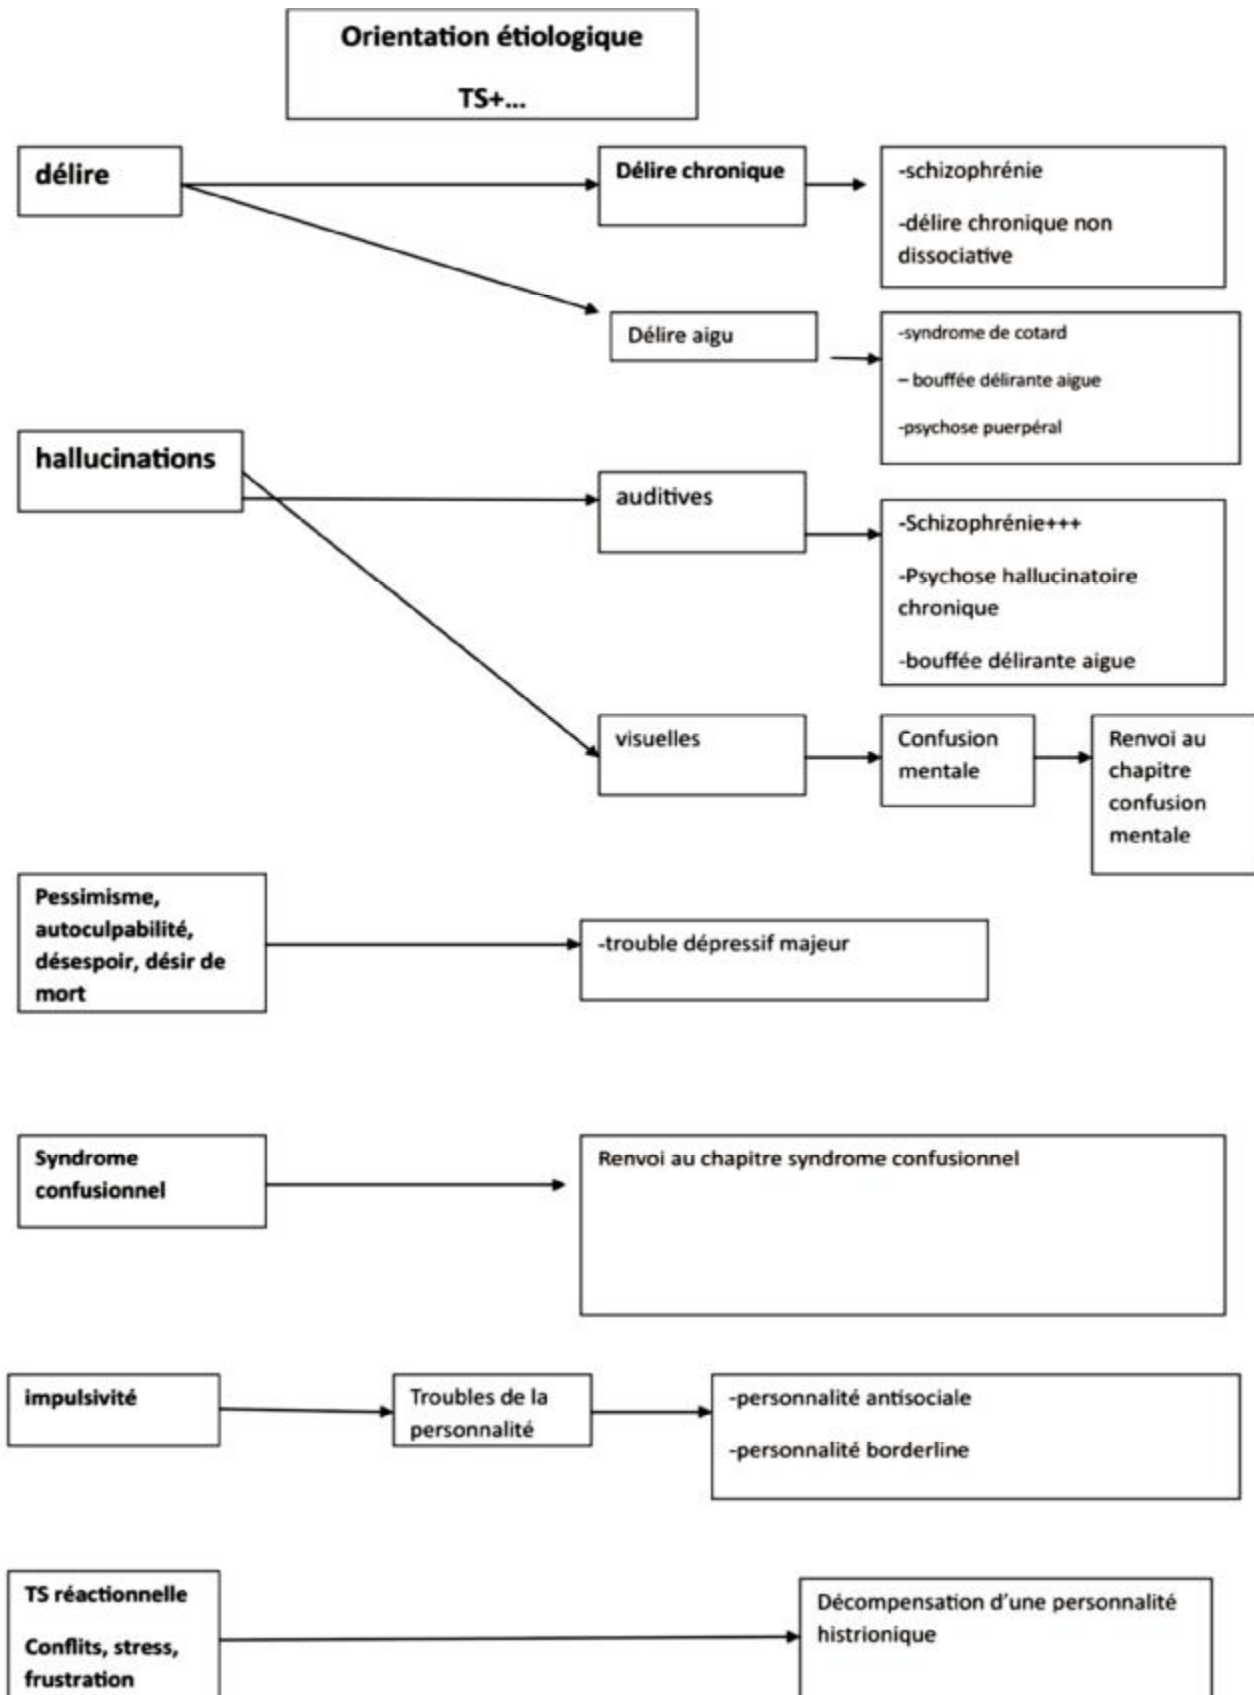 Orientation étiologique
TS+...
délire
Délire chronique
-schizophrénie
-délire chronique non
dissociative
Délire aigu
-syndrome de cotard
– bouffée délirante aigue
-psychose puerpéral
hallucinations
auditives
-Schizophrénie+++
-Psychose hallucinatoire
chronique
-bouffée délirante aigue
visuelles
Confusion
mentale
Renvoi au
chapitre
confusion
mentale
Pessimisme,
autoculpabilité,
désespoir, désir de
mort
-trouble dépressif majeur
Syndrome
confusionnel
Renvoi au chapitre syndrome confusionnel
impulsivité
Troubles de la
personnalité
-personnalité antisociale
-personnalité borderline
TS réactionnelle
Conflits, stress,
frustration
Décompensation d'une personnalité
histrionique